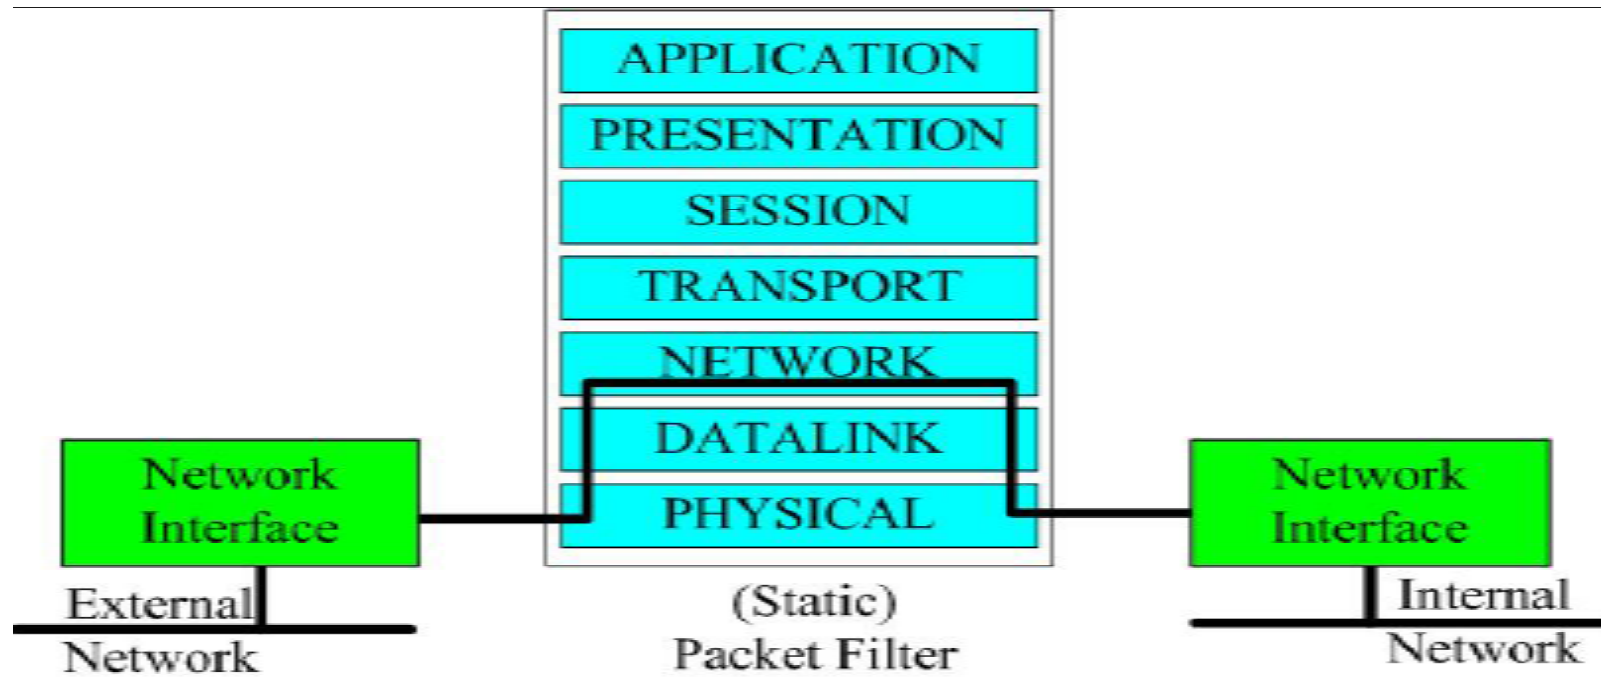 APPLICATION
PRESENTATION
SESSION
TRANSPORT
NETWORK
DATALINK
PHYSICAL
Network
Interface
Network
Interface
External
Network
(Static)
Packet Filter
Internal
Network